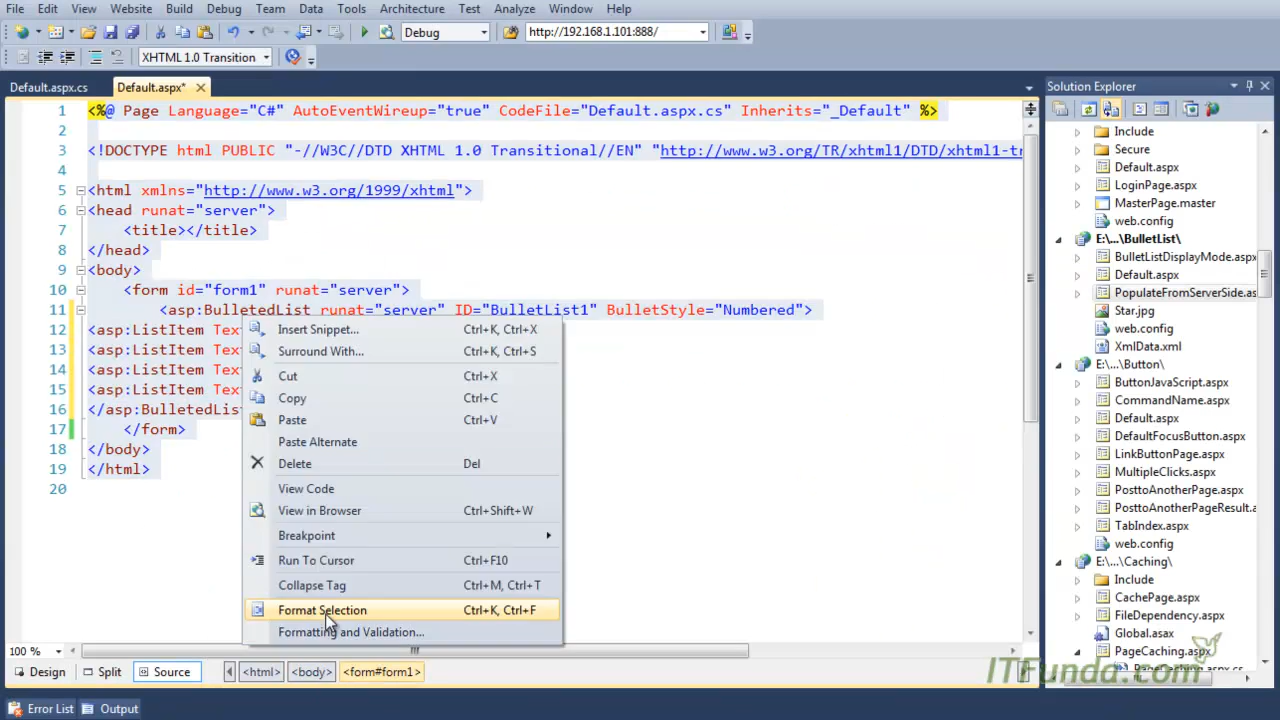 File Edit View Website Build Debug Team Data Tools Architecture Test Analyze Window Help
Debug http://192.168.1.101:888/
XHTML 1.0 Transition
Default.aspx.cs Default.aspx*
Solution Explorer
1 <%@ Page Language="C#" AutoEventWireup="true" CodeFile="Default.aspx.cs" Inherits="_Default" %>
2
3 <!DOCTYPE html PUBLIC "-//W3C//DTD XHTML 1.0 Transitional//EN" "http://www.w3.org/TR/xhtml1/DTD/xhtml1-tr
4
5 <html xmlns="http://www.w3.org/1999/xhtml">
6 <head runat="server">
7 <title></title>
8 </head>
9 <body>
10 <form id="form1" runat="server">
11 <asp:BulletedList runat="server" ID="BulletList1" BulletStyle="Numbered">
12 <asp:ListItem Tex
13 <asp:ListItem Tex
14 <asp:ListItem Tex
15 <asp:ListItem Tex
16 </asp:BulletedList
17 </form>
18 </body>
19 </html>
20
Insert Snippet... Ctrl+K, Ctrl+X
Surround With... Ctrl+K, Ctrl+S
Cut Ctrl+X
Copy Ctrl+C
Paste Ctrl+V
Paste Alternate
Delete Del
View Code
View in Browser Ctrl+Shift+W
Breakpoint
Run To Cursor Ctrl+F10
Collapse Tag Ctrl+M, Ctrl+T
Format Selection Ctrl+K, Ctrl+F
Formatting and Validation...
Include
Secure
Default.aspx
LoginPage.aspx
MasterPage.master
web.config
E:\...\BulletList\
BulletListDisplayMode.aspx
Default.aspx
PopulateFromServerSide.as
Star.jpg
web.config
XmlData.xml
E:\...\Button\
ButtonJavaScript.aspx
CommandName.aspx
Default.aspx
DefaultFocusButton.aspx
LinkButtonPage.aspx
MultipleClicks.aspx
PosttoAnotherPage.aspx
PosttoAnotherPageResult.a
TabIndex.aspx
web.config
E:\...\Caching\
Include
CachePage.aspx
FileDependency.aspx
Global.asax
PageCaching.aspx
PageCaching.aspx.cs
100 %
Design Split Source <html> <body> <form#form1>
ITFunda.com
Error List Output